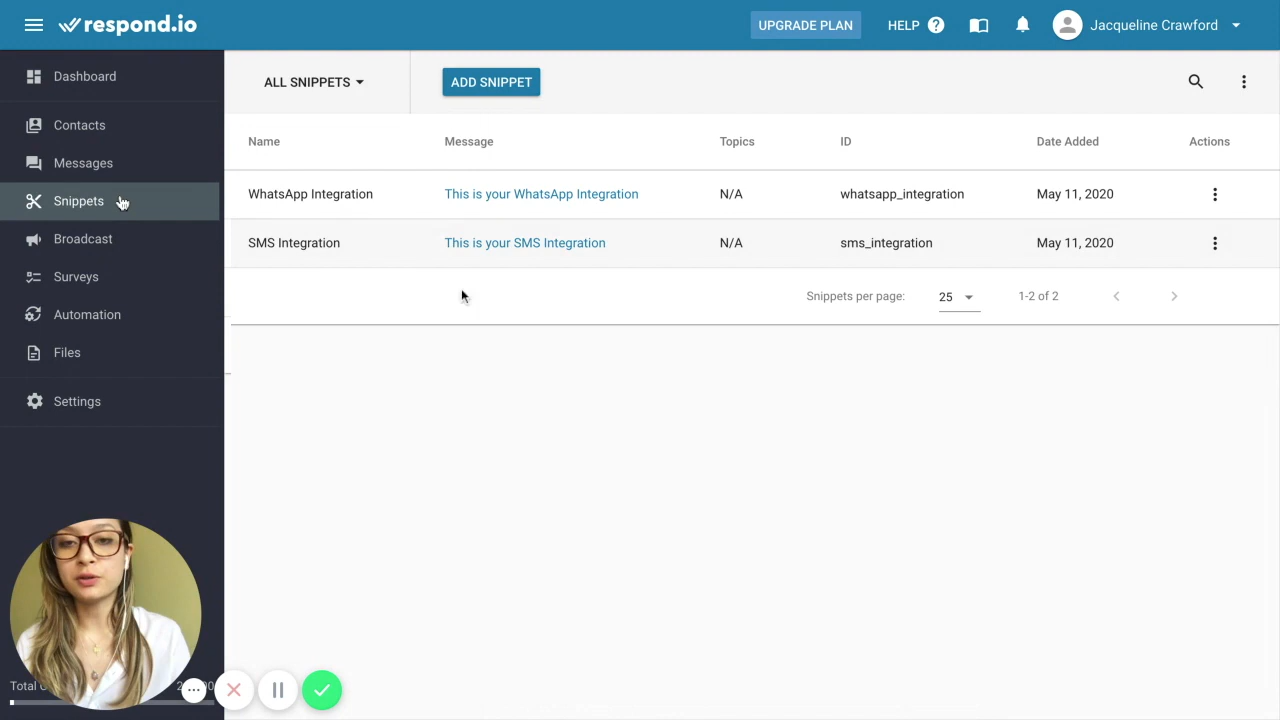 respond.io
UPGRADE PLAN
HELP
Jacqueline Crawford
Dashboard
Contacts
Messages
Snippets
Broadcast
Surveys
Automation
Files
Settings
Total
ALL SNIPPETS
ADD SNIPPET
Name Message Topics ID Date Added Actions
WhatsApp Integration This is your WhatsApp Integration N/A whatsapp_integration May 11, 2020
SMS Integration This is your SMS Integration N/A sms_integration May 11, 2020
Snippets per page: 25 1-2 of 2